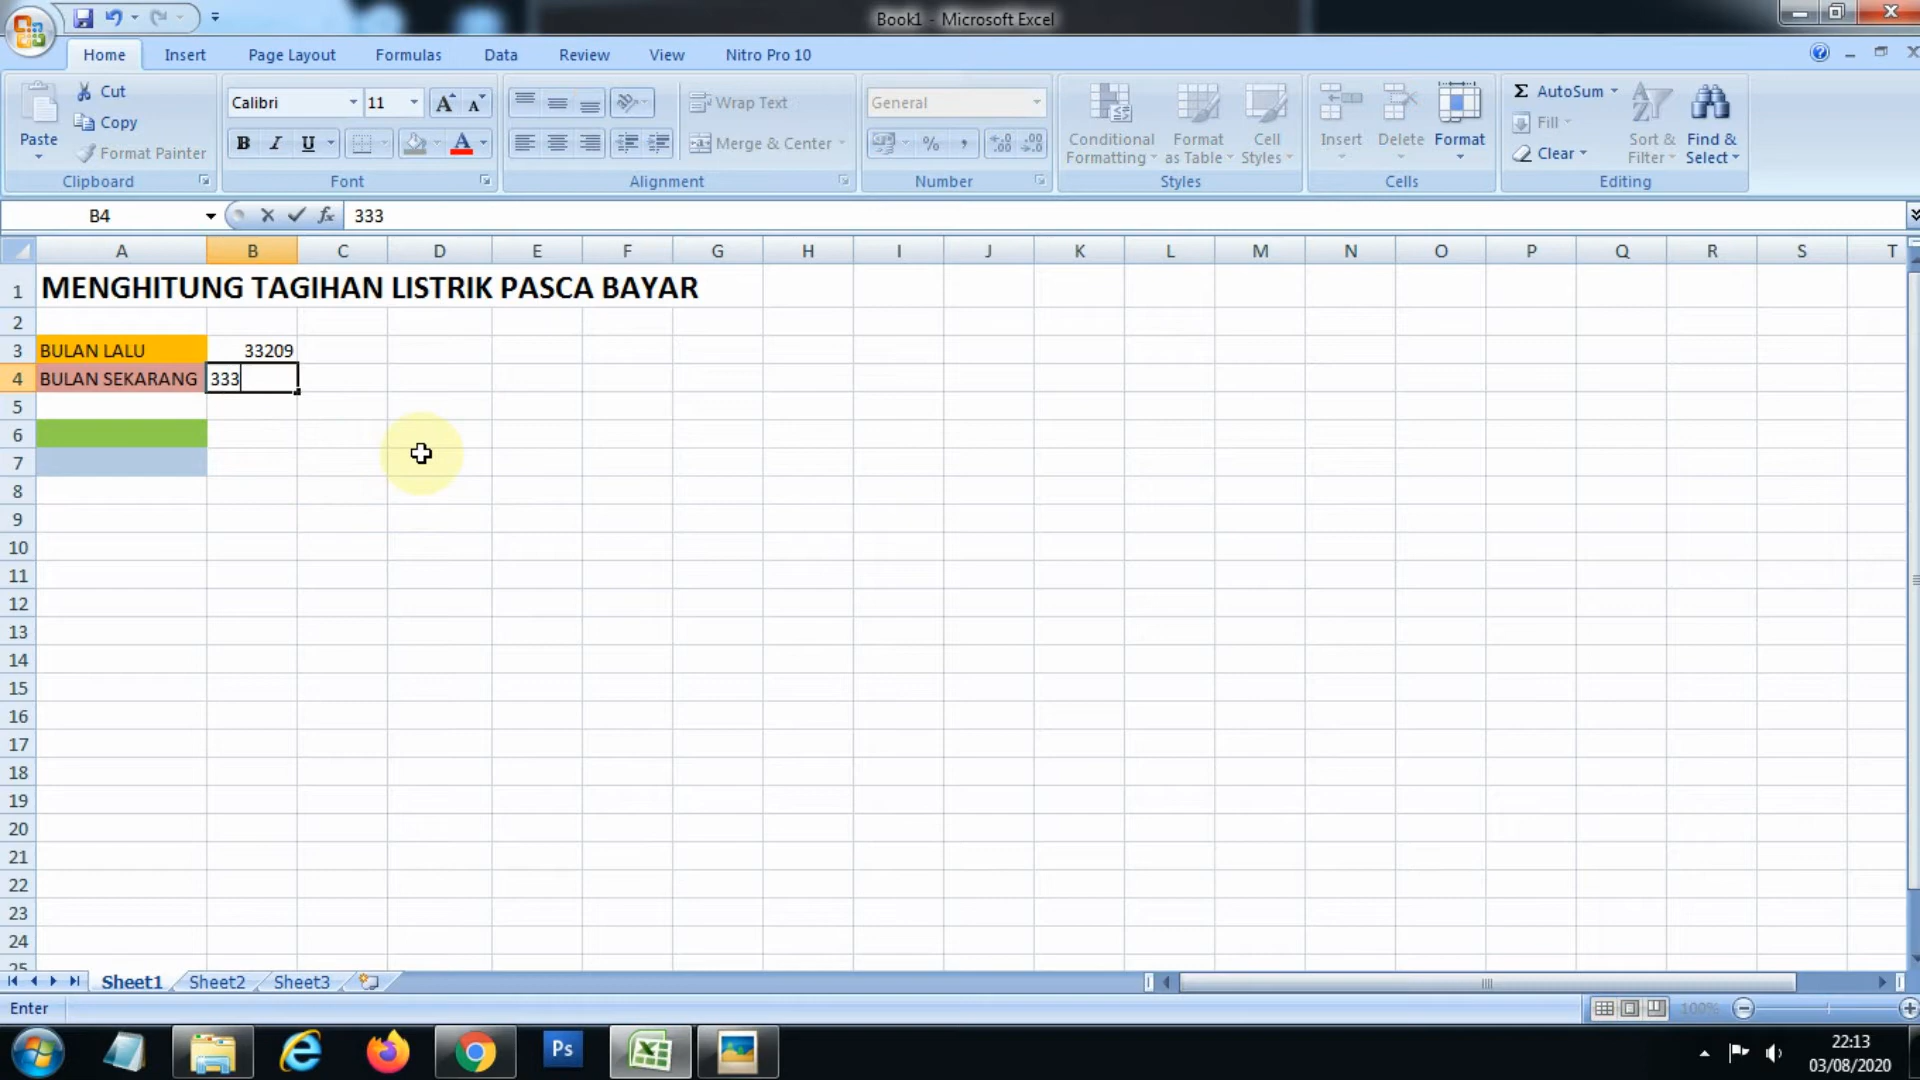 Book1 - Microsoft Excel
Home Insert Page Layout Formulas Data Review View Nitro Pro 10
Paste
Cut
Copy
Format Painter
Clipboard
Calibri 11
B I U
Font
Wrap Text
Merge & Center
Alignment
General
%
Number
Conditional Formatting
Format as Table
Cell Styles
Styles
Insert
Delete
Format
Cells
Σ AutoSum
Fill
Clear
Sort & Filter
Find & Select
Editing
B4 fx 333
A B C D E F G H I J K L M N O P Q R S T
1 MENGHITUNG TAGIHAN LISTRIK PASCA BAYAR
2
3 BULAN LALU 33209
4 BULAN SEKARANG 333
5
6
7
8
9
10
11
12
13
14
15
16
17
18
19
20
21
22
23
24
25
Sheet1 Sheet2 Sheet3
Enter 100%
Ps
22:13
03/08/2020